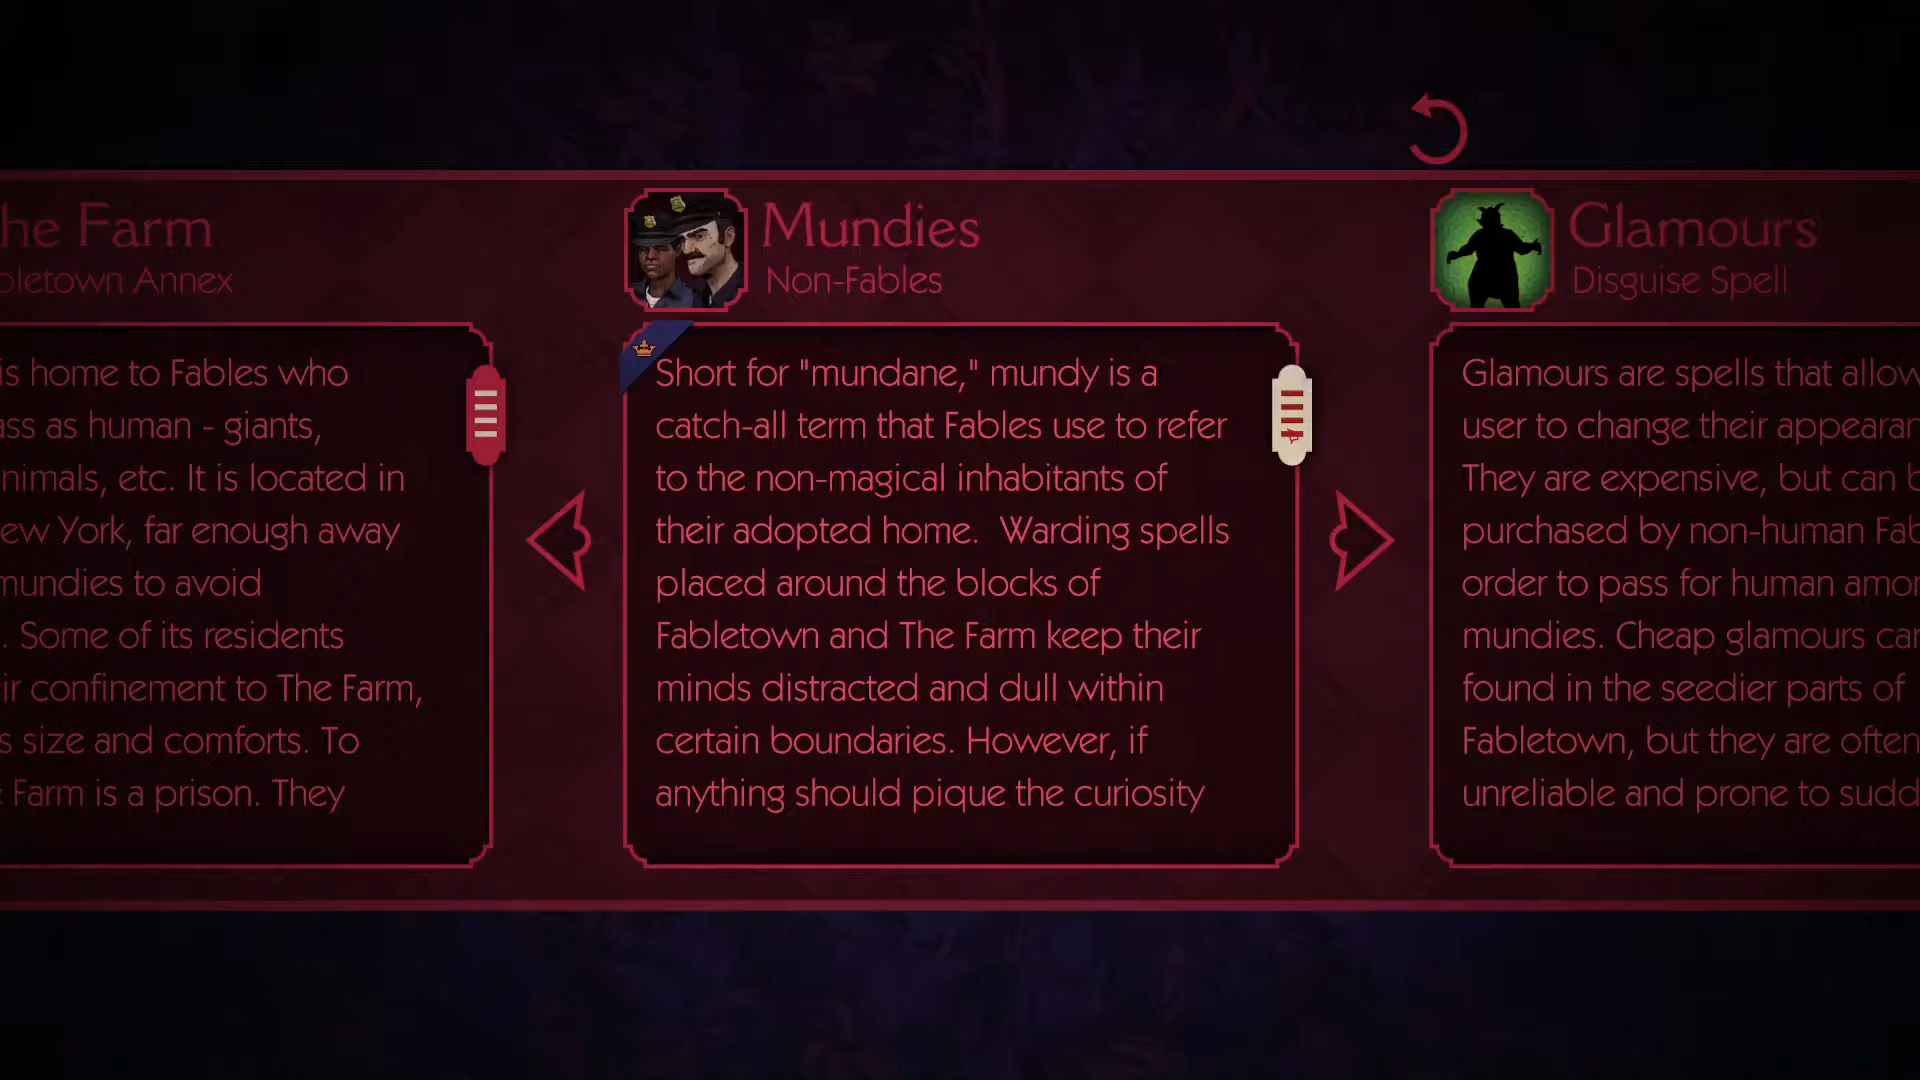 he Farm
bletown Annex
is home to Fables who
ass as human - giants,
nimals, etc. It is located in
ew York, far enough away
mundies to avoid
. Some of its residents
ir confinement to The Farm,
s size and comforts. To
Farm is a prison. They
Mundies
Non-Fables
Short for "mundane," mundy is a
catch-all term that Fables use to refer
to the non-magical inhabitants of
their adopted home.  Warding spells
placed around the blocks of
Fabletown and The Farm keep their
minds distracted and dull within
certain boundaries. However, if
anything should pique the curiosity
Glamours
Disguise Spell
Glamours are spells that allow
user to change their appearan
They are expensive, but can b
purchased by non-human Fab
order to pass for human amon
mundies. Cheap glamours can
found in the seedier parts of
Fabletown, but they are often
unreliable and prone to sudd